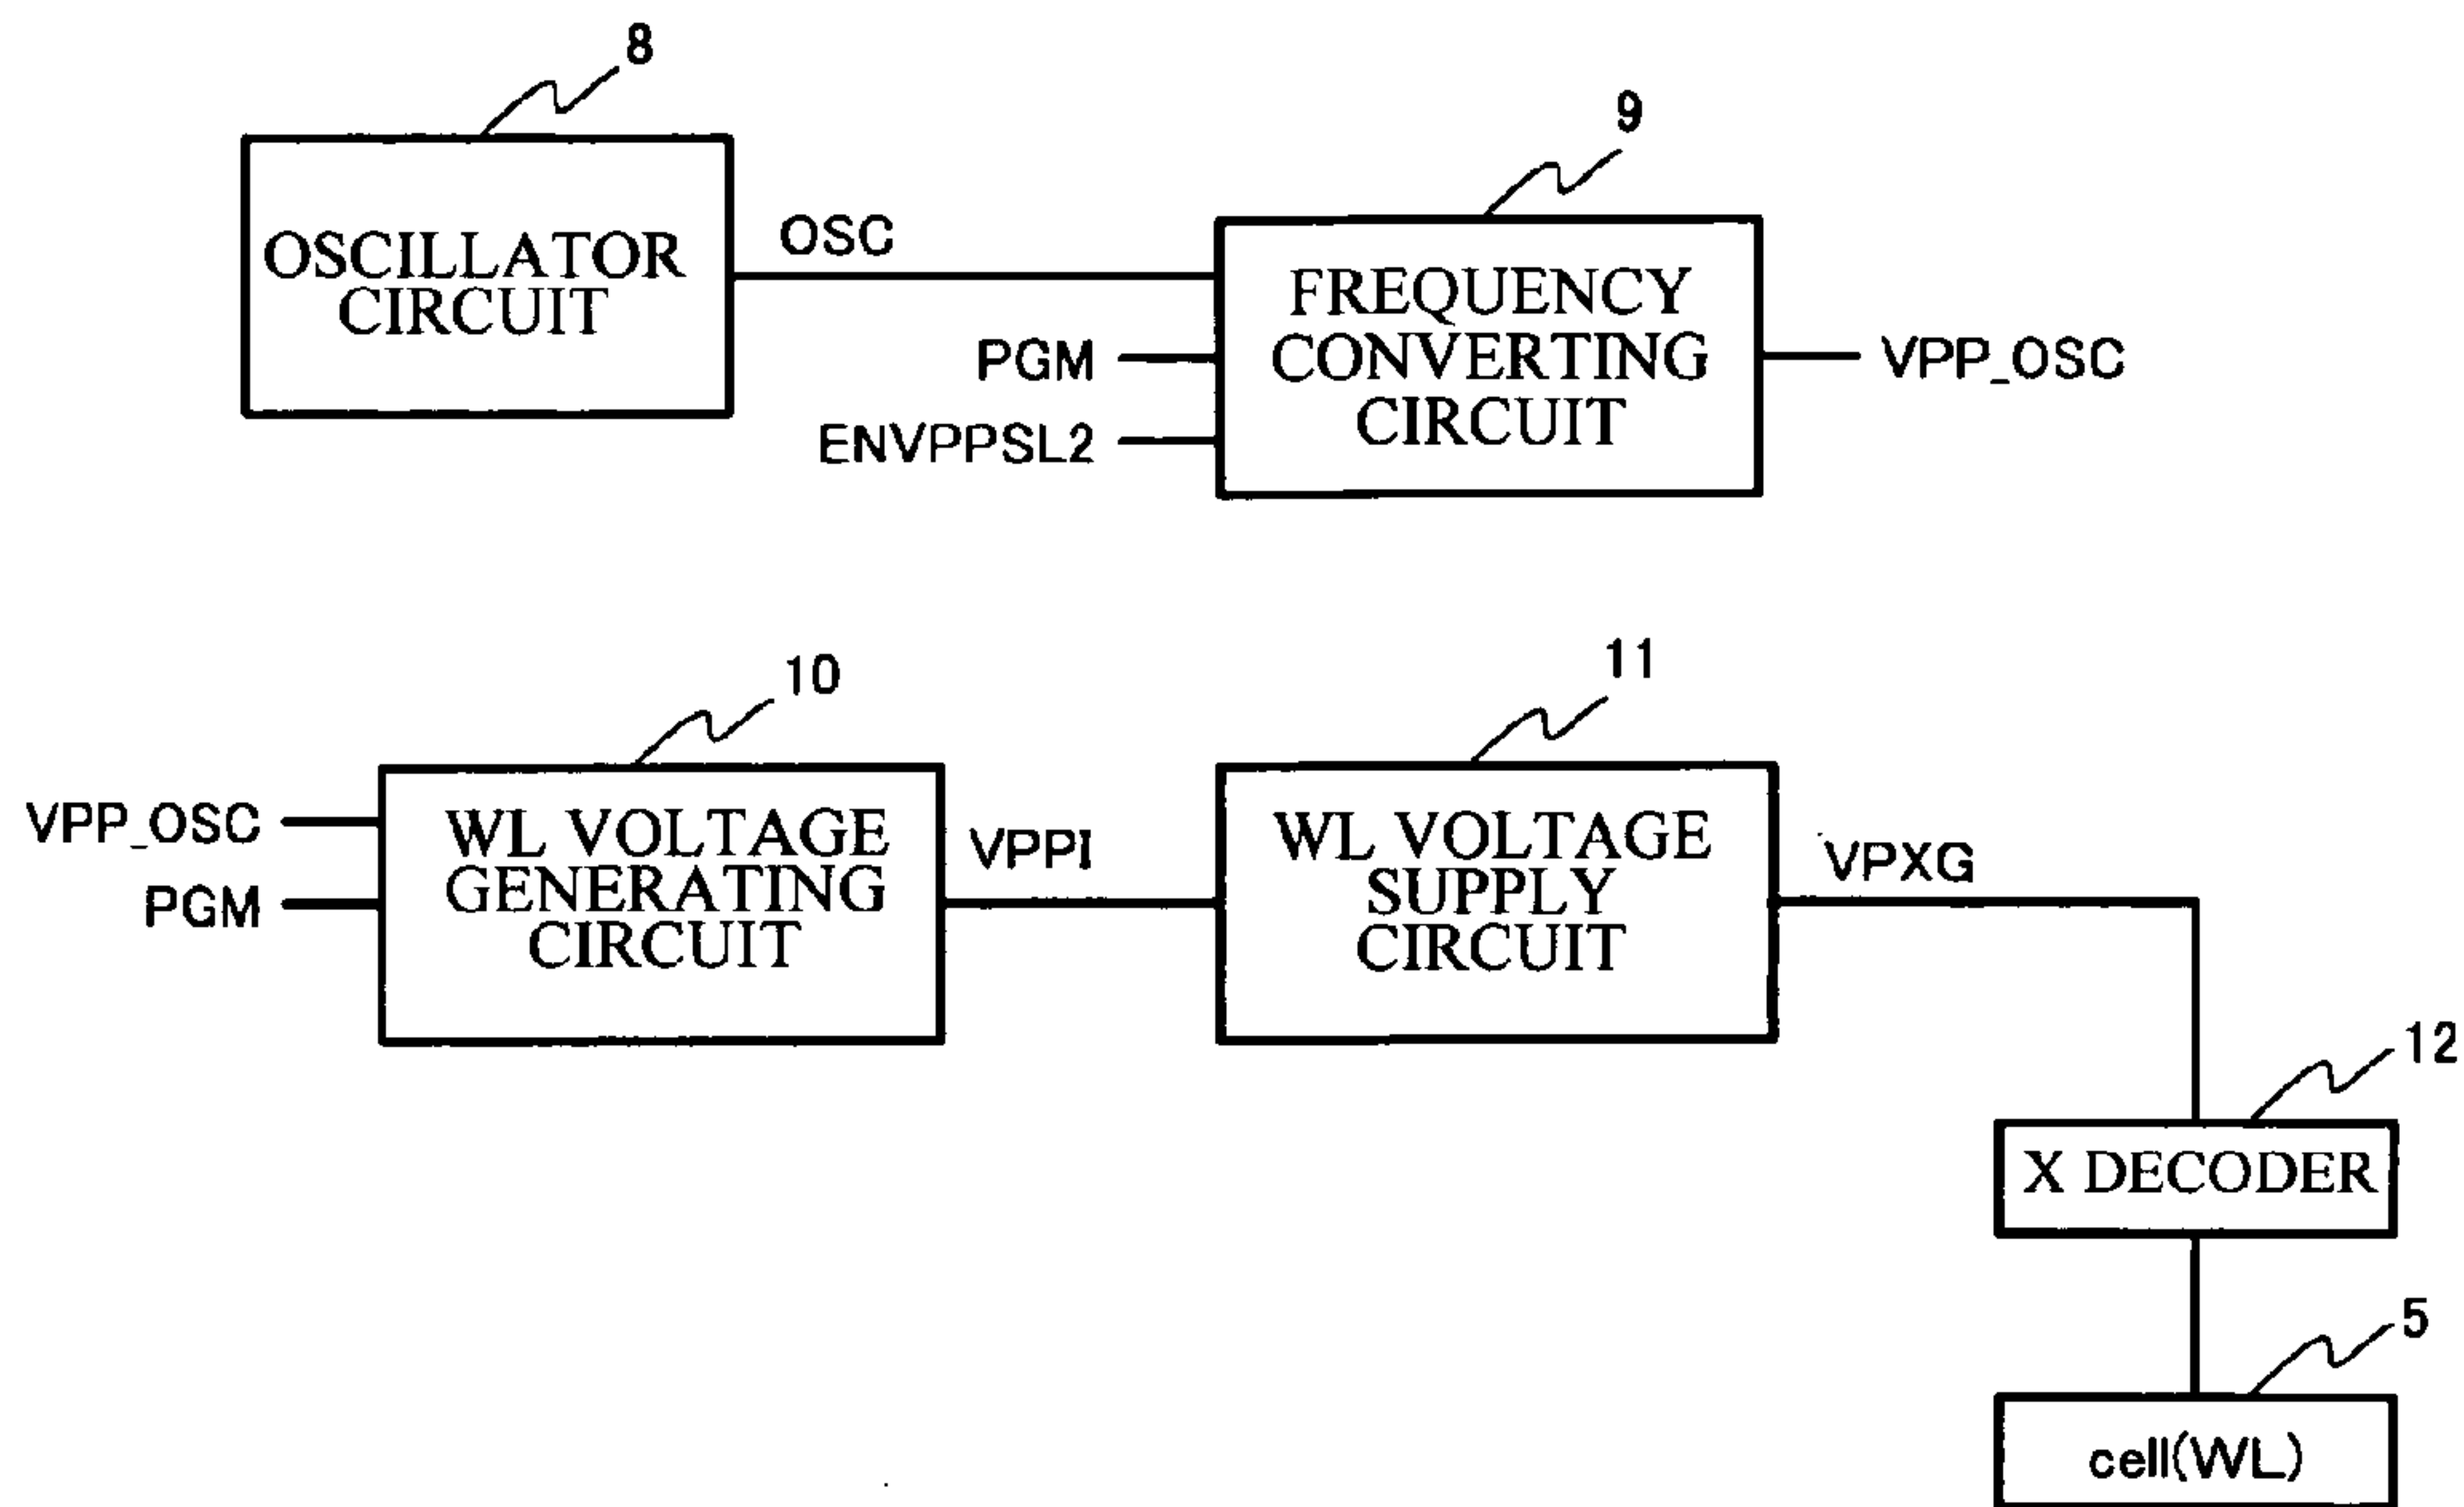 8
9
OSCILLATOR
CIRCUIT
OSC
FREQUENCY
CONVERTING
CIRCUIT
PGM
ENVPPSL2
VPP_OSC
10
11
VPP_OSC
PGM
WL VOLTAGE
GENERATING
CIRCUIT
VPPI
WL VOLTAGE
SUPPLY
CIRCUIT
VPXG
12
X DECODER
5
cell(WL)